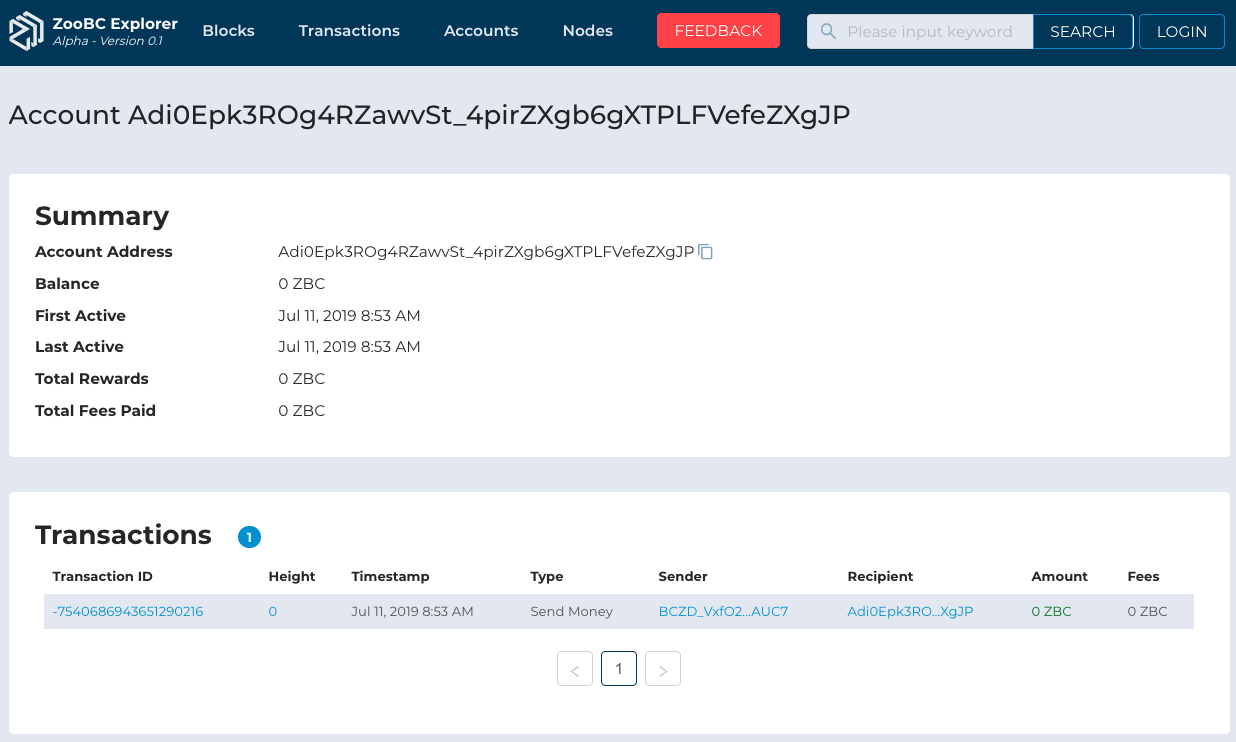 ZooBC Explorer
Alpha - Version 0.1
Blocks Transactions Accounts Nodes FEEDBACK Please input keyword SEARCH LOGIN
Account Adi0Epk3ROg4RZawvSt_4pirZXgb6gXTPLFVefeZXgJP
Summary
Account Address Adi0Epk3ROg4RZawvSt_4pirZXgb6gXTPLFVefeZXgJP
Balance 0 ZBC
First Active Jul 11, 2019 8:53 AM
Last Active Jul 11, 2019 8:53 AM
Total Rewards 0 ZBC
Total Fees Paid 0 ZBC
Transactions 1
Transaction ID Height Timestamp Type Sender Recipient Amount Fees
-7540686943651290216 0 Jul 11, 2019 8:53 AM Send Money BCZD_VxfO2...AUC7 Adi0Epk3RO...XgJP 0 ZBC 0 ZBC
< 1 >